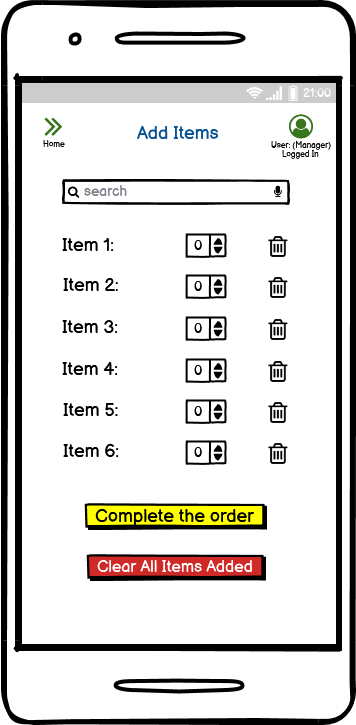 21:00
Home
Add Items
User: (Manager)
Logged In
search
Item 1:
0
Item 2:
0
Item 3:
0
Item 4:
0
Item 5:
0
Item 6:
0
Complete the order
Clear All Items Added